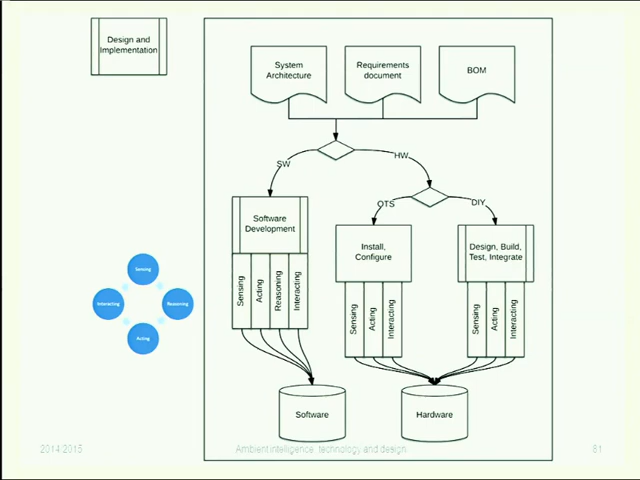 Design and
Implementation
System
Architecture
Requirements
document
BOM
SW
HW
OTS
DIY
Software
Development
Install,
Configure
Design, Build,
Test, Integrate
Sensing
Acting
Reasoning
Interacting
Sensing
Acting
Interacting
Sensing
Acting
Interacting
Sensing
Interacting
Reasoning
Acting
Software
Hardware
2014/2015
Ambient intelligence: technology and design
61